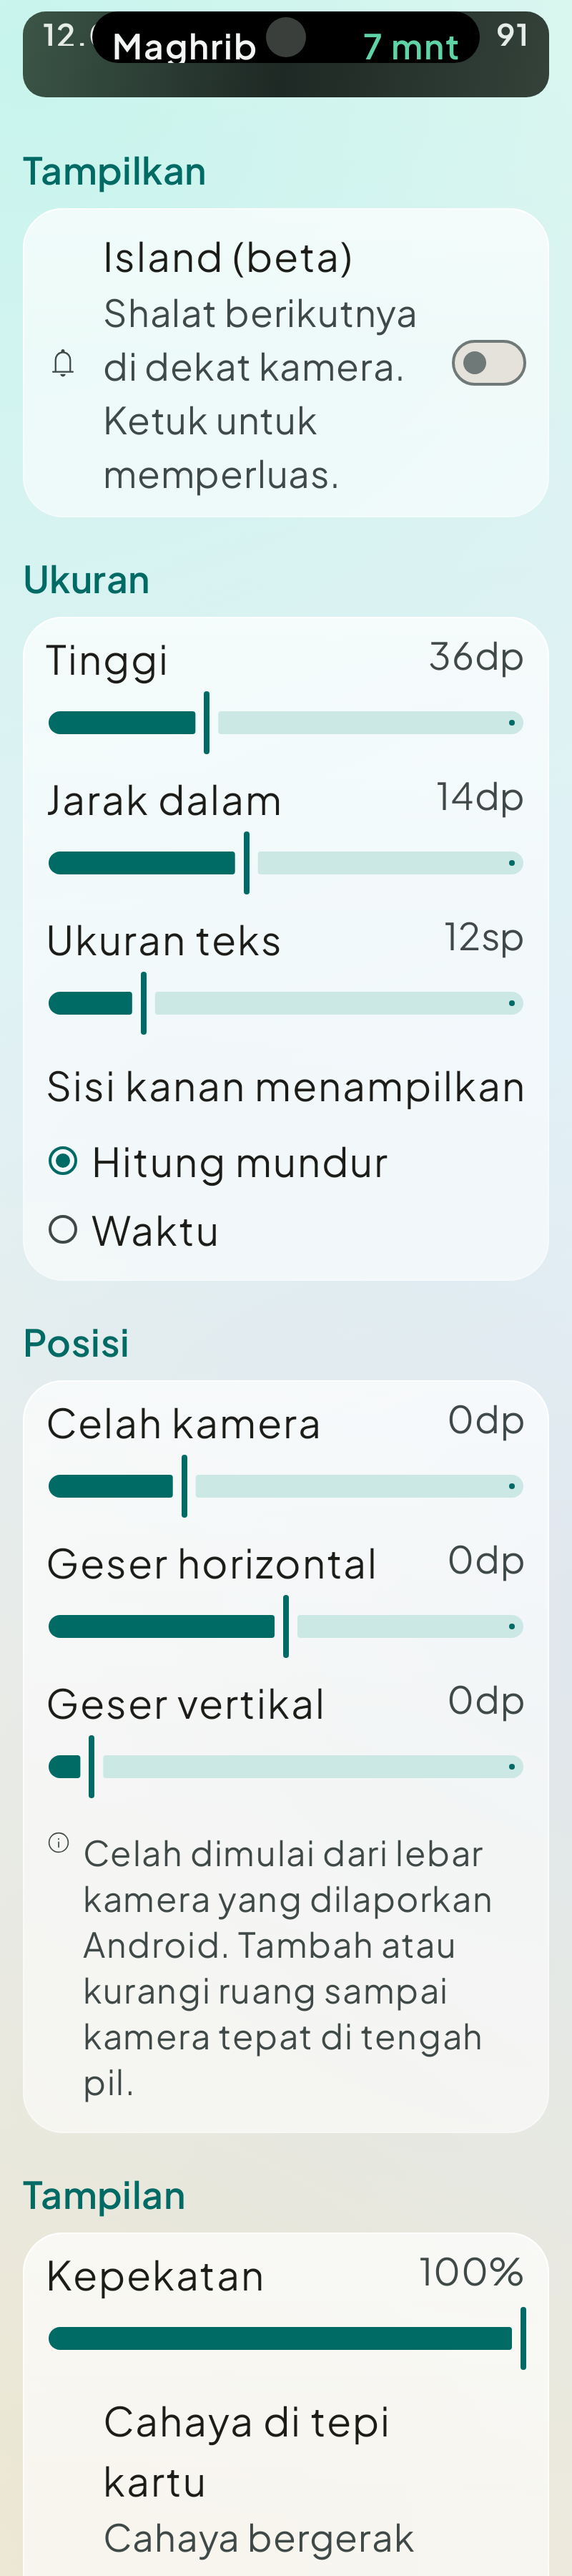 12.
Maghrib
7 mnt
91
Tampilkan
Island (beta)
Shalat berikutnya
di dekat kamera.
Ketuk untuk
memperluas.
Ukuran
Tinggi 36dp
Jarak dalam 14dp
Ukuran teks 12sp
Sisi kanan menampilkan
Hitung mundur
Waktu
Posisi
Celah kamera 0dp
Geser horizontal 0dp
Geser vertikal 0dp
Celah dimulai dari lebar
kamera yang dilaporkan
Android. Tambah atau
kurangi ruang sampai
kamera tepat di tengah
pil.
Tampilan
Kepekatan 100%
Cahaya di tepi
kartu
Cahaya bergerak